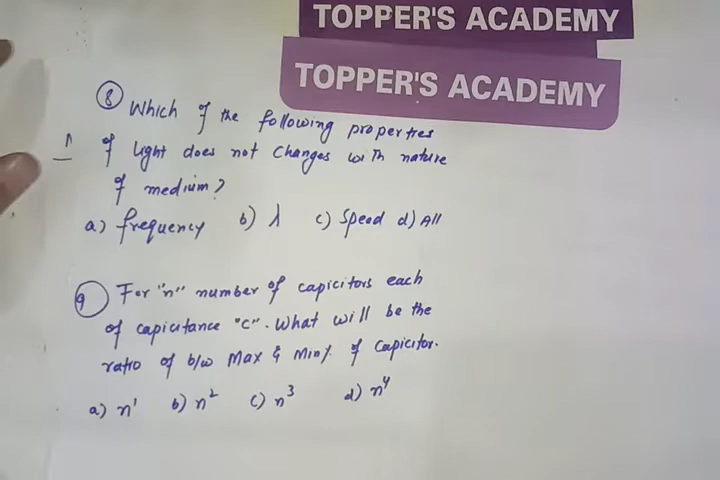 TOPPER'S ACADEMY
TOPPER'S ACADEMY
⑧ Which of the following properties
of light does not changes with nature
of medium?
a) frequency b) λ c) Speed d) All
⑨ For "n" number of capicitors each
of capicitance "C". What will be the
ratio of b/w Max & Min/. of Capicitor.
a) n¹ b) n² c) n³ d) n⁴